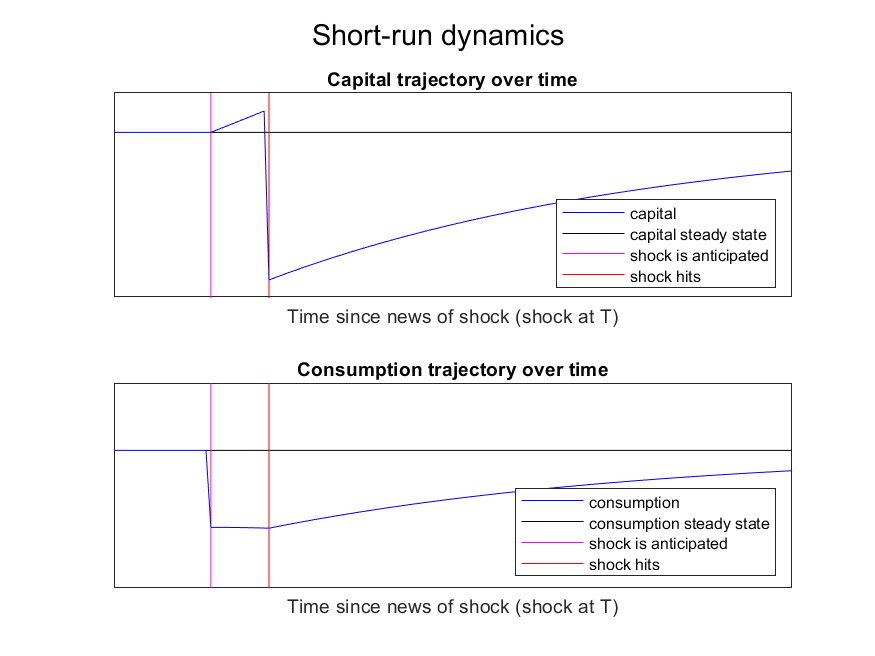 Short-run dynamics
Capital trajectory over time
capital
capital steady state
shock is anticipated
shock hits
Time since news of shock (shock at T)
Consumption trajectory over time
consumption
consumption steady state
shock is anticipated
shock hits
Time since news of shock (shock at T)